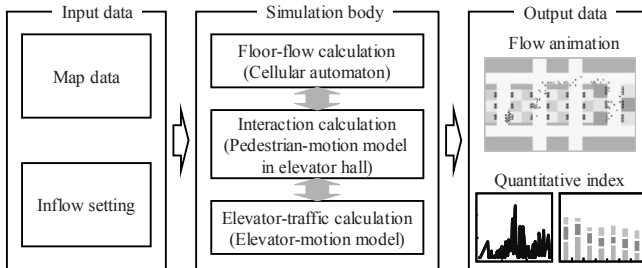 Input data
Map data
Inflow setting
Simulation body
Floor-flow calculation
(Cellular automaton)
Interaction calculation
(Pedestrian-motion model
in elevator hall)
Elevator-traffic calculation
(Elevator-motion model)
Output data
Flow animation
Quantitative index